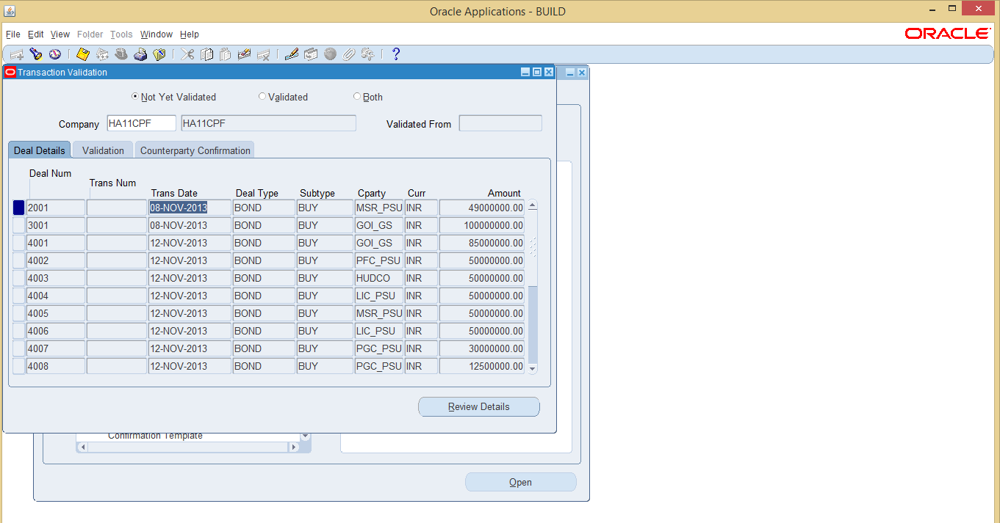 Oracle Applications - BUILD
File Edit View Folder Tools Window Help
ORACLE
Transaction Validation
Not Yet Validated Validated Both
Company HA11CPF HA11CPF Validated From
Deal Details Validation Counterparty Confirmation
Deal Num
Trans Num
Trans Date Deal Type Subtype Cparty Curr Amount
2001 08-NOV-2013 BOND BUY MSR_PSU INR 49000000.00
3001 08-NOV-2013 BOND BUY GOI_GS INR 100000000.00
4001 12-NOV-2013 BOND BUY GOI_GS INR 85000000.00
4002 12-NOV-2013 BOND BUY PFC_PSU INR 50000000.00
4003 12-NOV-2013 BOND BUY HUDCO INR 50000000.00
4004 12-NOV-2013 BOND BUY LIC_PSU INR 50000000.00
4005 12-NOV-2013 BOND BUY MSR_PSU INR 50000000.00
4006 12-NOV-2013 BOND BUY LIC_PSU INR 50000000.00
4007 12-NOV-2013 BOND BUY PGC_PSU INR 30000000.00
4008 12-NOV-2013 BOND BUY PGC_PSU INR 12500000.00
Review Details
Confirmation Template
Open